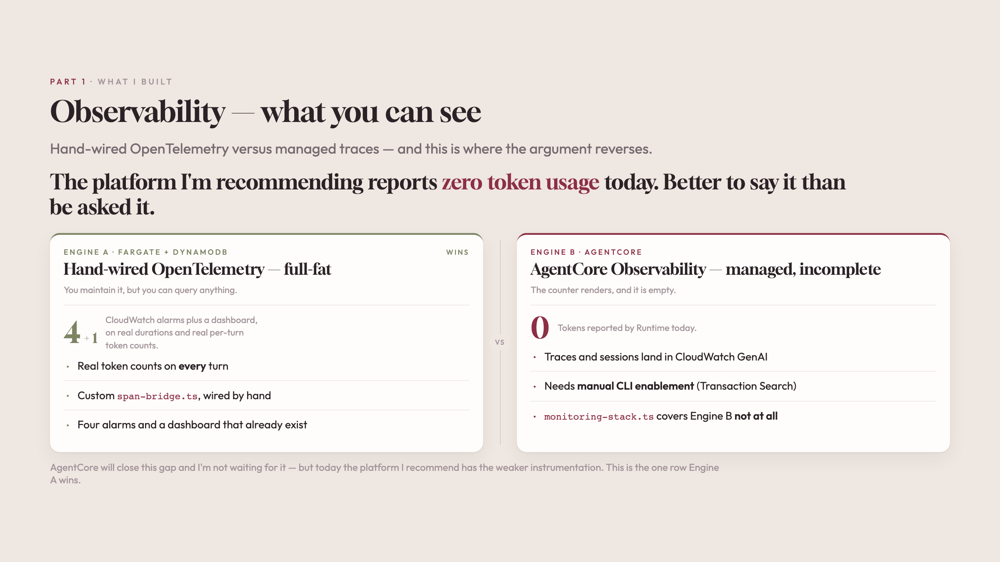 PART 1 · WHAT I BUILT
Observability — what you can see
Hand-wired OpenTelemetry versus managed traces — and this is where the argument reverses.
The platform I'm recommending reports zero token usage today. Better to say it than
be asked it.
ENGINE A · FARGATE + DYNAMODB
WINS
Hand-wired OpenTelemetry — full-fat
You maintain it, but you can query anything.
4 + 1
CloudWatch alarms plus a dashboard,
on real durations and real per-turn
token counts.
· Real token counts on every turn
· Custom span-bridge.ts, wired by hand
· Four alarms and a dashboard that already exist
VS
ENGINE B · AGENTCORE
AgentCore Observability — managed, incomplete
The counter renders, and it is empty.
0
Tokens reported by Runtime today.
· Traces and sessions land in CloudWatch GenAI
· Needs manual CLI enablement (Transaction Search)
· monitoring-stack.ts covers Engine B not at all
AgentCore will close this gap and I'm not waiting for it — but today the platform I recommend has the weaker instrumentation. This is the one row Engine
A wins.